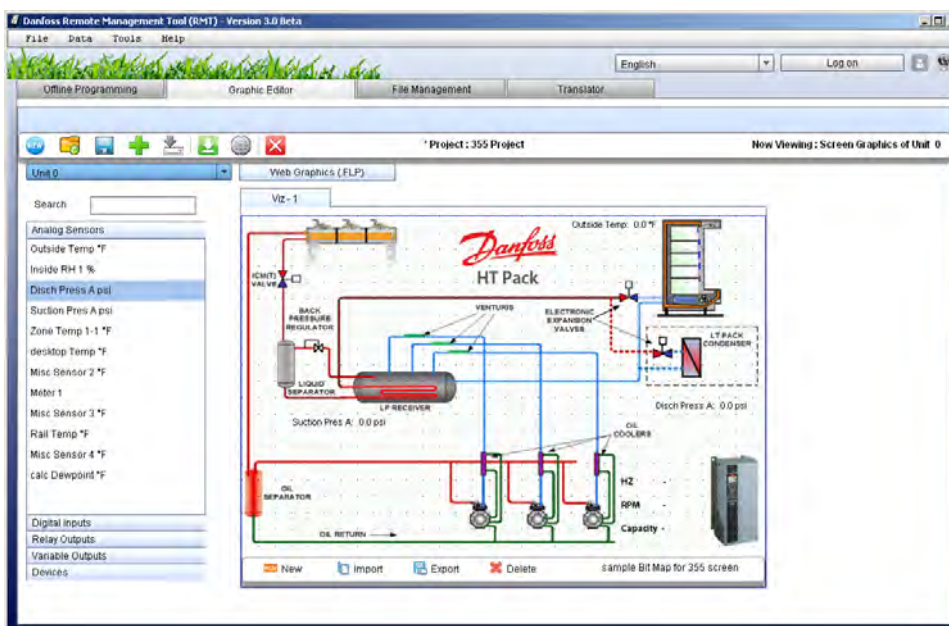 Danfoss Remote Management Tool (RMT) - Version 3.0 Beta
File Data Tools Help
English Log on
Offline Programming Graphic Editor File Management Translator
* Project : 355 Project Now Viewing : Screen Graphics of Unit 0
Unit 0 Web Graphics (.FLP)
Viz - 1
Search
Analog Sensors
Outside Temp °F
Inside RH 1 %
Disch Press A psi
Suction Pres A psi
Zone Temp 1-1 °F
desktop Temp °F
Misc Sensor 2 °F
Meter 1
Misc Sensor 3 °F
Rail Temp °F
Misc Sensor 4 °F
calc Dewpoint °F
Digital Inputs
Relay Outputs
Variable Outputs
Devices
Outside Temp: 0.0 °F
Danfoss
HT Pack
ICM(T)
VALVE
BACK
PRESSURE
REGULATOR
VENTURIS
ELECTRONIC
EXPANSION
VALVES
LT PACK
CONDENSER
LIQUID
SEPARATOR
LP RECEIVER
Disch Press A: 0.0 psi
Suction Pres A: 0.0 psi
OIL
COOLERS
OIL
SEPARATOR
HZ -
RPM -
Capacity -
OIL RETURN
New Import Export Delete sample Bit Map for 355 screen